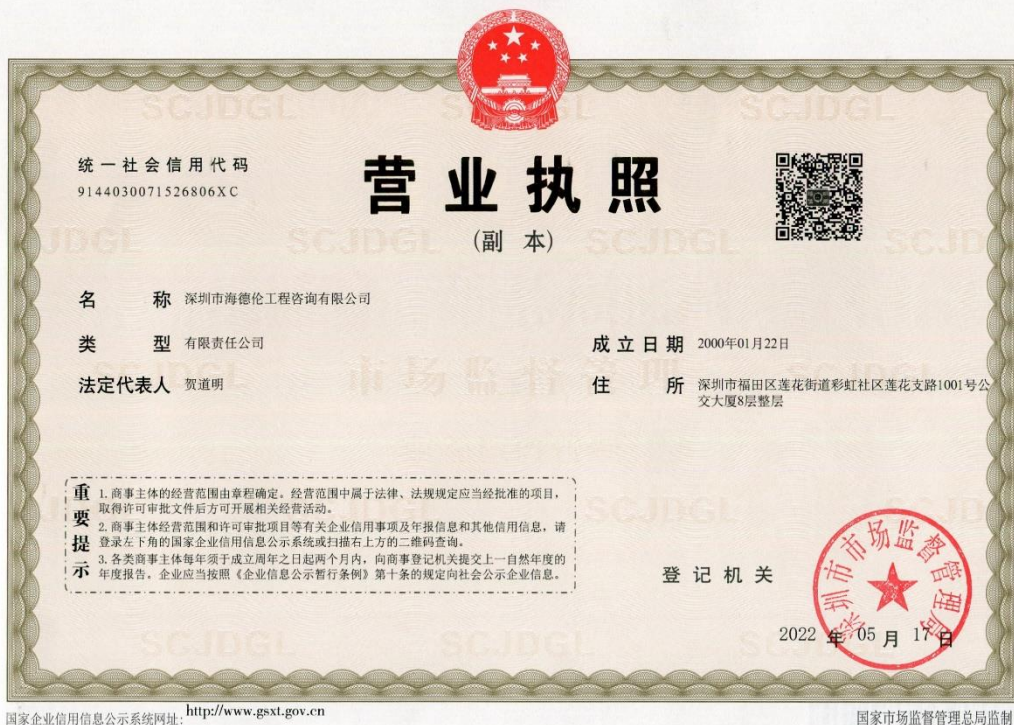 统一社会信用代码
9144030071526806XC
营业执照
(副 本)
名 称 深圳市海德伦工程咨询有限公司
类 型 有限责任公司
法定代表人 贺道明
成立日期 2000年01月22日
住 所 深圳市福田区莲花街道彩虹社区莲花支路1001号公
交大厦8层整层
重要提示
1. 商事主体的经营范围由章程确定。经营范围中属于法律、法规规定应当经批准的项目,
取得许可审批文件后方可开展相关经营活动。
2. 商事主体经营范围和许可审批项目等有关企业信用事项及年报信息和其他信用信息,请
登录左下角的国家企业信用信息公示系统或扫描右上方的二维码查询。
3. 各类商事主体每年须于成立周年之日起两个月内,向商事登记机关提交上一自然年度的
年度报告。企业应当按照《企业信息公示暂行条例》第十条的规定向社会公示企业信息。
登记机关
深圳市市场监督管理局
2022 年 05 月 17 日
国家企业信用信息公示系统网址: http://www.gsxt.gov.cn
国家市场监督管理总局监制
SCJDGL
市场监督管理